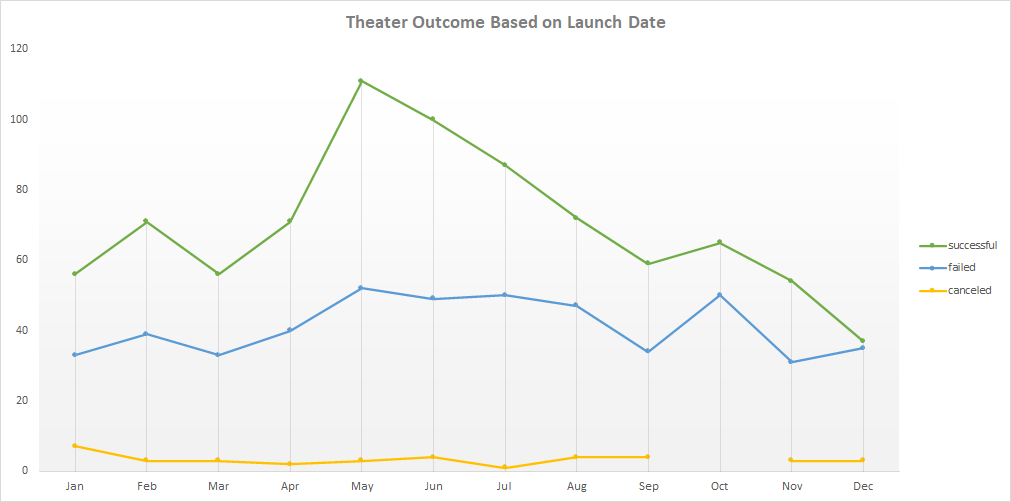 Theater Outcome Based on Launch Date
120
100
80
60
40
20
0
Jan Feb Mar Apr May Jun Jul Aug Sep Oct Nov Dec
successful
failed
canceled